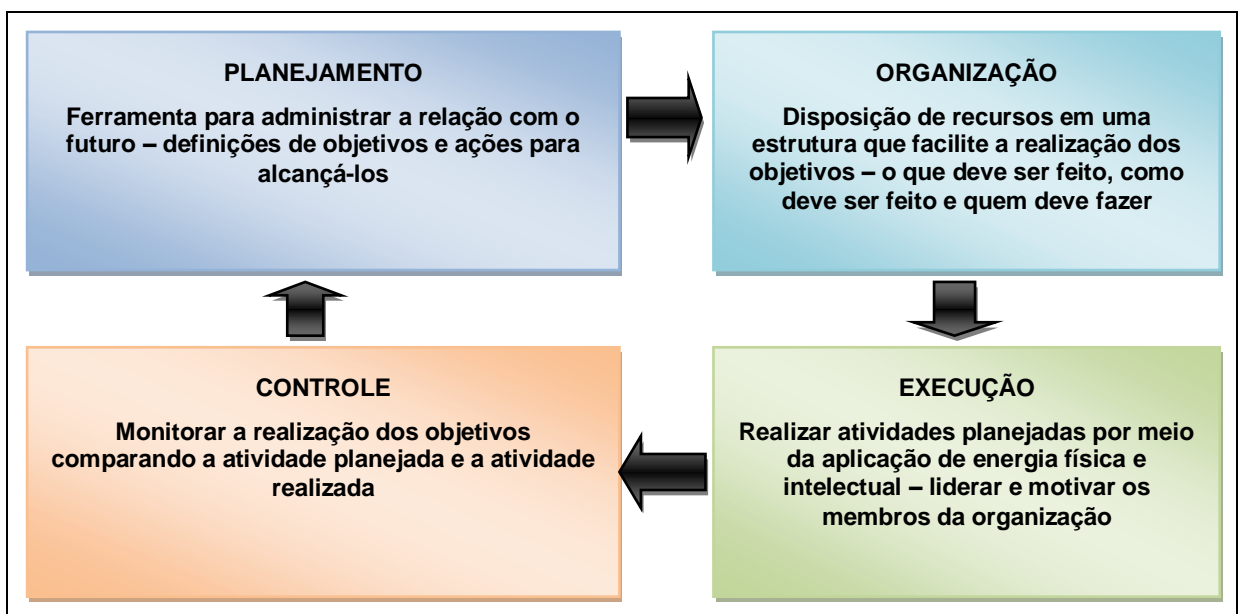 PLANEJAMENTO
Ferramenta para administrar a relação com o
futuro – definições de objetivos e ações para
alcançá-los
ORGANIZAÇÃO
Disposição de recursos em uma
estrutura que facilite a realização dos
objetivos – o que deve ser feito, como
deve ser feito e quem deve fazer
CONTROLE
Monitorar a realização dos objetivos
comparando a atividade planejada e a atividade
realizada
EXECUÇÃO
Realizar atividades planejadas por meio
da aplicação de energia física e
intelectual – liderar e motivar os
membros da organização